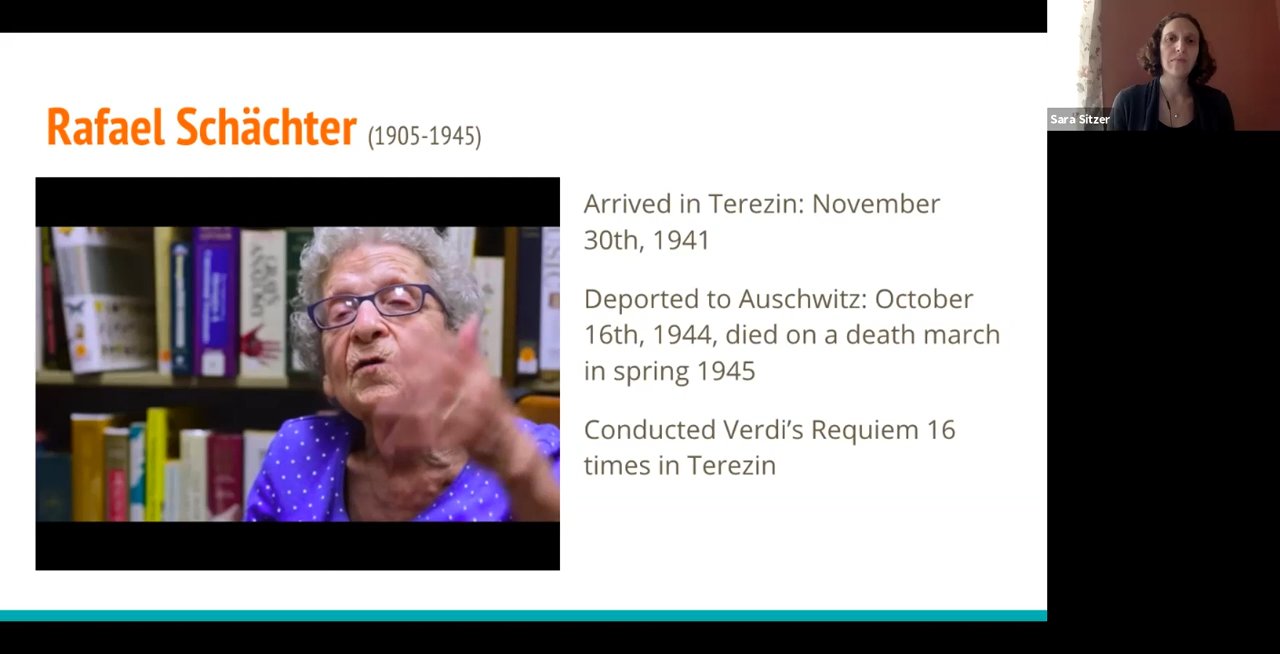 Rafael Schächter (1905-1945)
Arrived in Terezin: November
30th, 1941
Deported to Auschwitz: October
16th, 1944, died on a death march
in spring 1945
Conducted Verdi’s Requiem 16
times in Terezin
Sara Sitzer